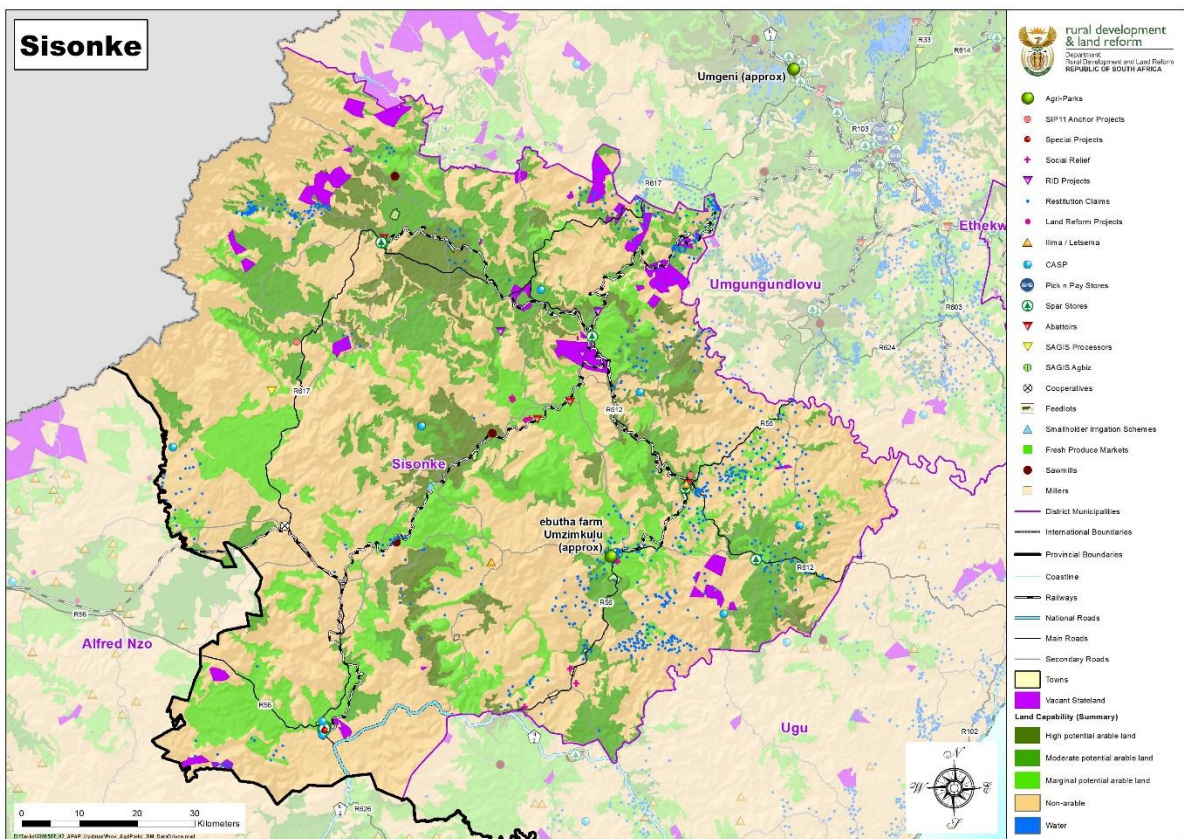 Sisonke
R33
R614
Umgeni (approx)
R103
R617
Ethekw
Umgungundlovu
R603
R624
R617
R612
R56
Sisonke
ebutha farm
Umzimkulu
(approx)
R612
R56
R56
Alfred Nzo
R56
Ugu
R102
R626
0 5 10 20 30
Kilometers
N
W E
S
rural development
& land reform
Department
Rural Development and Land Reform
REPUBLIC OF SOUTH AFRICA
Agri-Parks
SIP11 Anchor Projects
Special Projects
Social Relief
RID Projects
Restitution Claims
Land Reform Projects
Ilima / Letsema
CASP
Pick n Pay Stores
Spar Stores
Abattoirs
SAGIS Processors
SAGIS Agbiz
Cooperatives
Feedlots
Smallholder Irrigation Schemes
Fresh Produce Markets
Sawmills
Millers
District Municipalities
International Boundaries
Provincial Boundaries
Coastline
Railways
National Roads
Main Roads
Secondary Roads
Towns
Vacant Stateland
Land Capability (Summary)
High potential arable land
Moderate potential arable land
Marginal potential arable land
Non-arable
Water